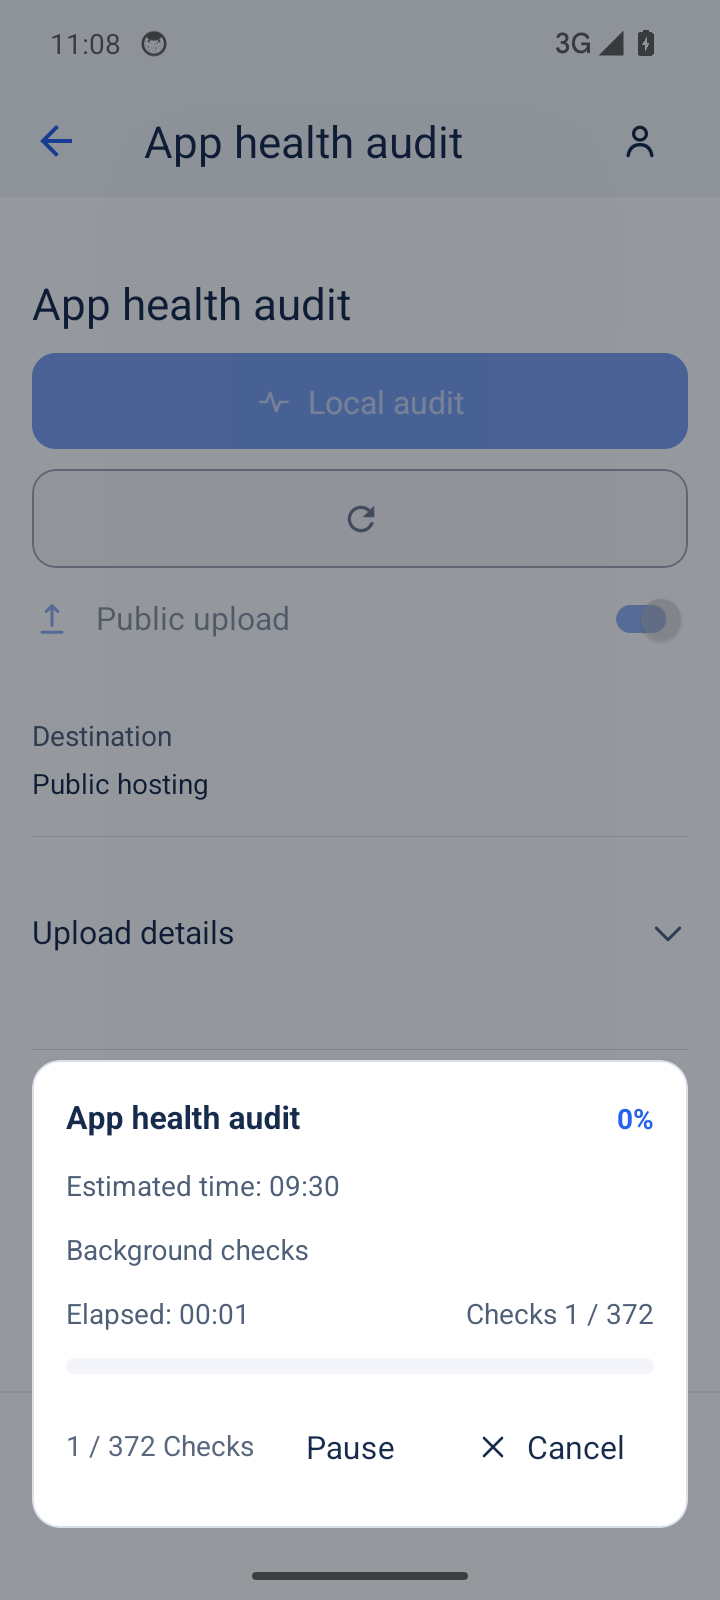 11:08
3G
App health audit
App health audit
Local audit
Public upload
Destination
Public hosting
Upload details
App health audit 0%
Estimated time: 09:30
Background checks
Elapsed: 00:01 Checks 1 / 372
1 / 372 Checks Pause Cancel